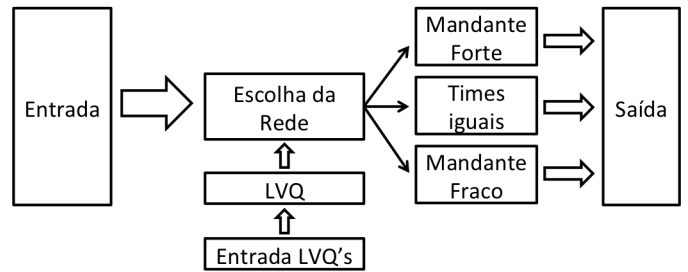 Entrada
Escolha da
Rede
LVQ
Entrada LVQ's
Mandante
Forte
Times
iguais
Mandante
Fraco
Saída